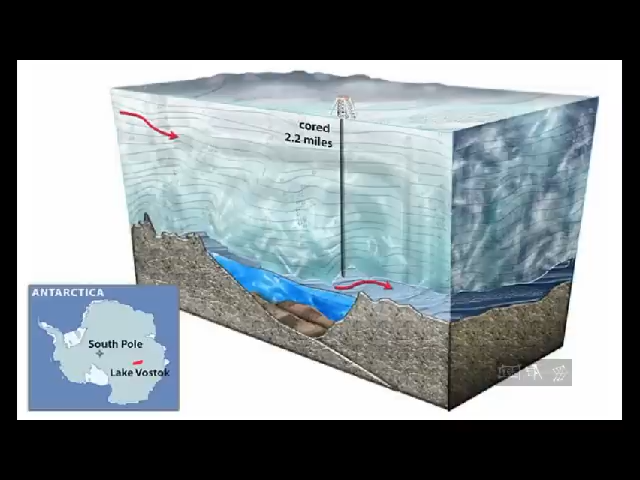 cored
2.2 miles
ANTARCTICA
South Pole
Lake Vostok